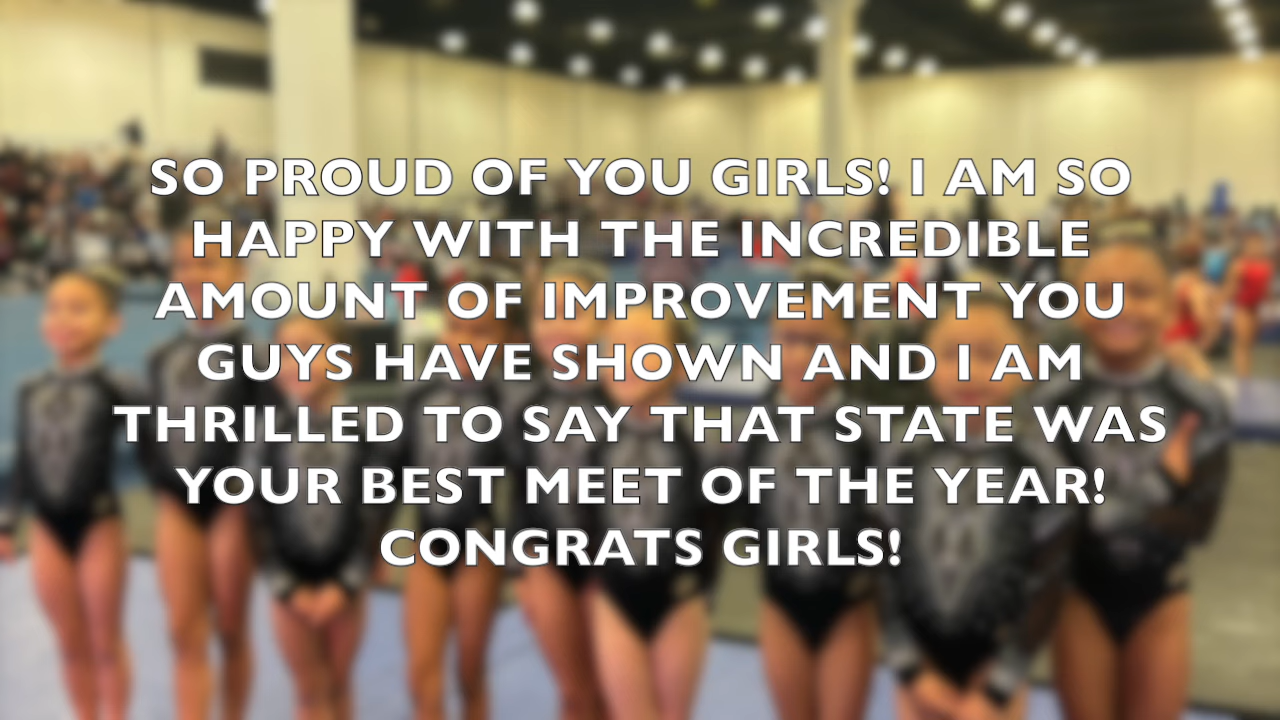 SO PROUD OF YOU GIRLS! I AM SO
HAPPY WITH THE INCREDIBLE
AMOUNT OF IMPROVEMENT YOU
GUYS HAVE SHOWN AND I AM
THRILLED TO SAY THAT STATE WAS
YOUR BEST MEET OF THE YEAR!
CONGRATS GIRLS!